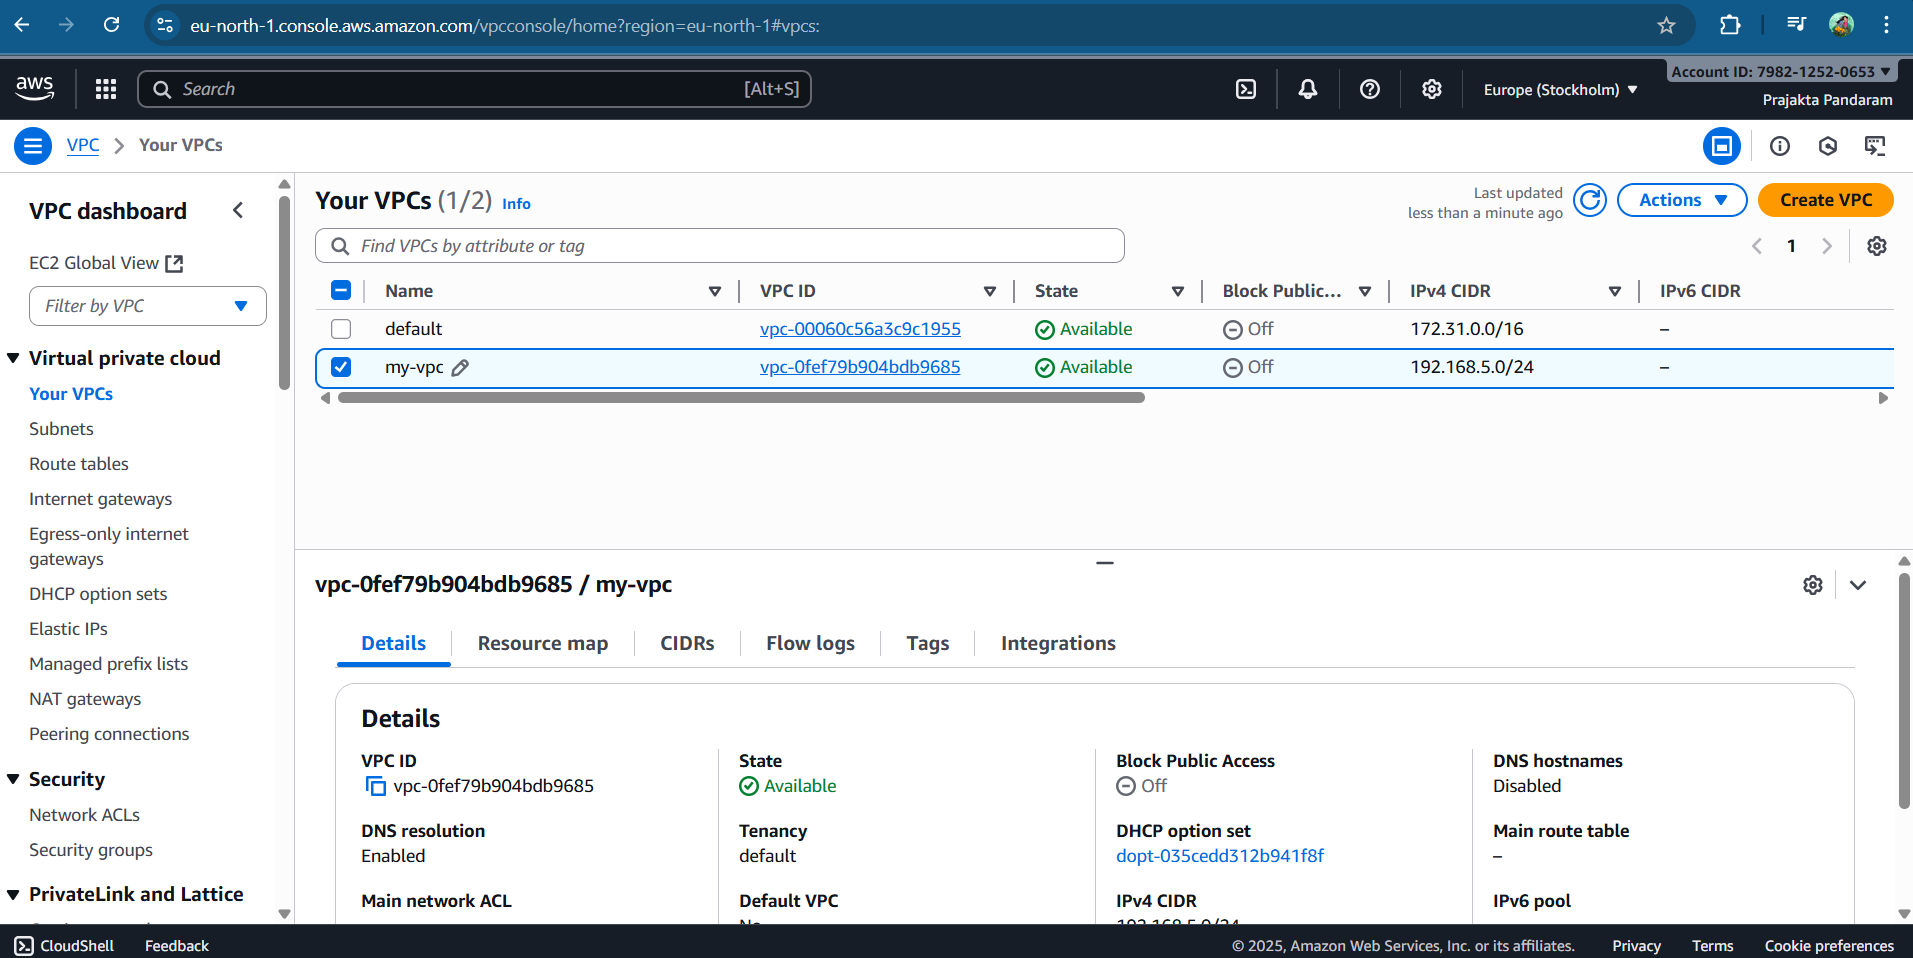 eu-north-1.console.aws.amazon.com/vpcconsole/home?region=eu-north-1#vpcs:
aws
Search
[Alt+S]
Europe (Stockholm)
Account ID: 7982-1252-0653
Prajakta Pandaram
VPC
Your VPCs
VPC dashboard
EC2 Global View
Filter by VPC
Virtual private cloud
Your VPCs
Subnets
Route tables
Internet gateways
Egress-only internet
gateways
DHCP option sets
Elastic IPs
Managed prefix lists
NAT gateways
Peering connections
Security
Network ACLs
Security groups
PrivateLink and Lattice
Your VPCs (1/2) Info
Last updated
less than a minute ago
Actions
Create VPC
Find VPCs by attribute or tag
1
Name VPC ID State Block Public... IPv4 CIDR IPv6 CIDR
default vpc-00060c56a3c9c1955 Available Off 172.31.0.0/16 –
my-vpc vpc-0fef79b904bdb9685 Available Off 192.168.5.0/24 –
vpc-0fef79b904bdb9685 / my-vpc
Details Resource map CIDRs Flow logs Tags Integrations
Details
VPC ID
vpc-0fef79b904bdb9685
State
Available
Block Public Access
Off
DNS hostnames
Disabled
DNS resolution
Enabled
Tenancy
default
DHCP option set
dopt-035cedd312b941f8f
Main route table
–
Main network ACL
Default VPC
No
IPv4 CIDR
192.168.5.0/24
IPv6 pool
CloudShell
Feedback
© 2025, Amazon Web Services, Inc. or its affiliates.
Privacy
Terms
Cookie preferences